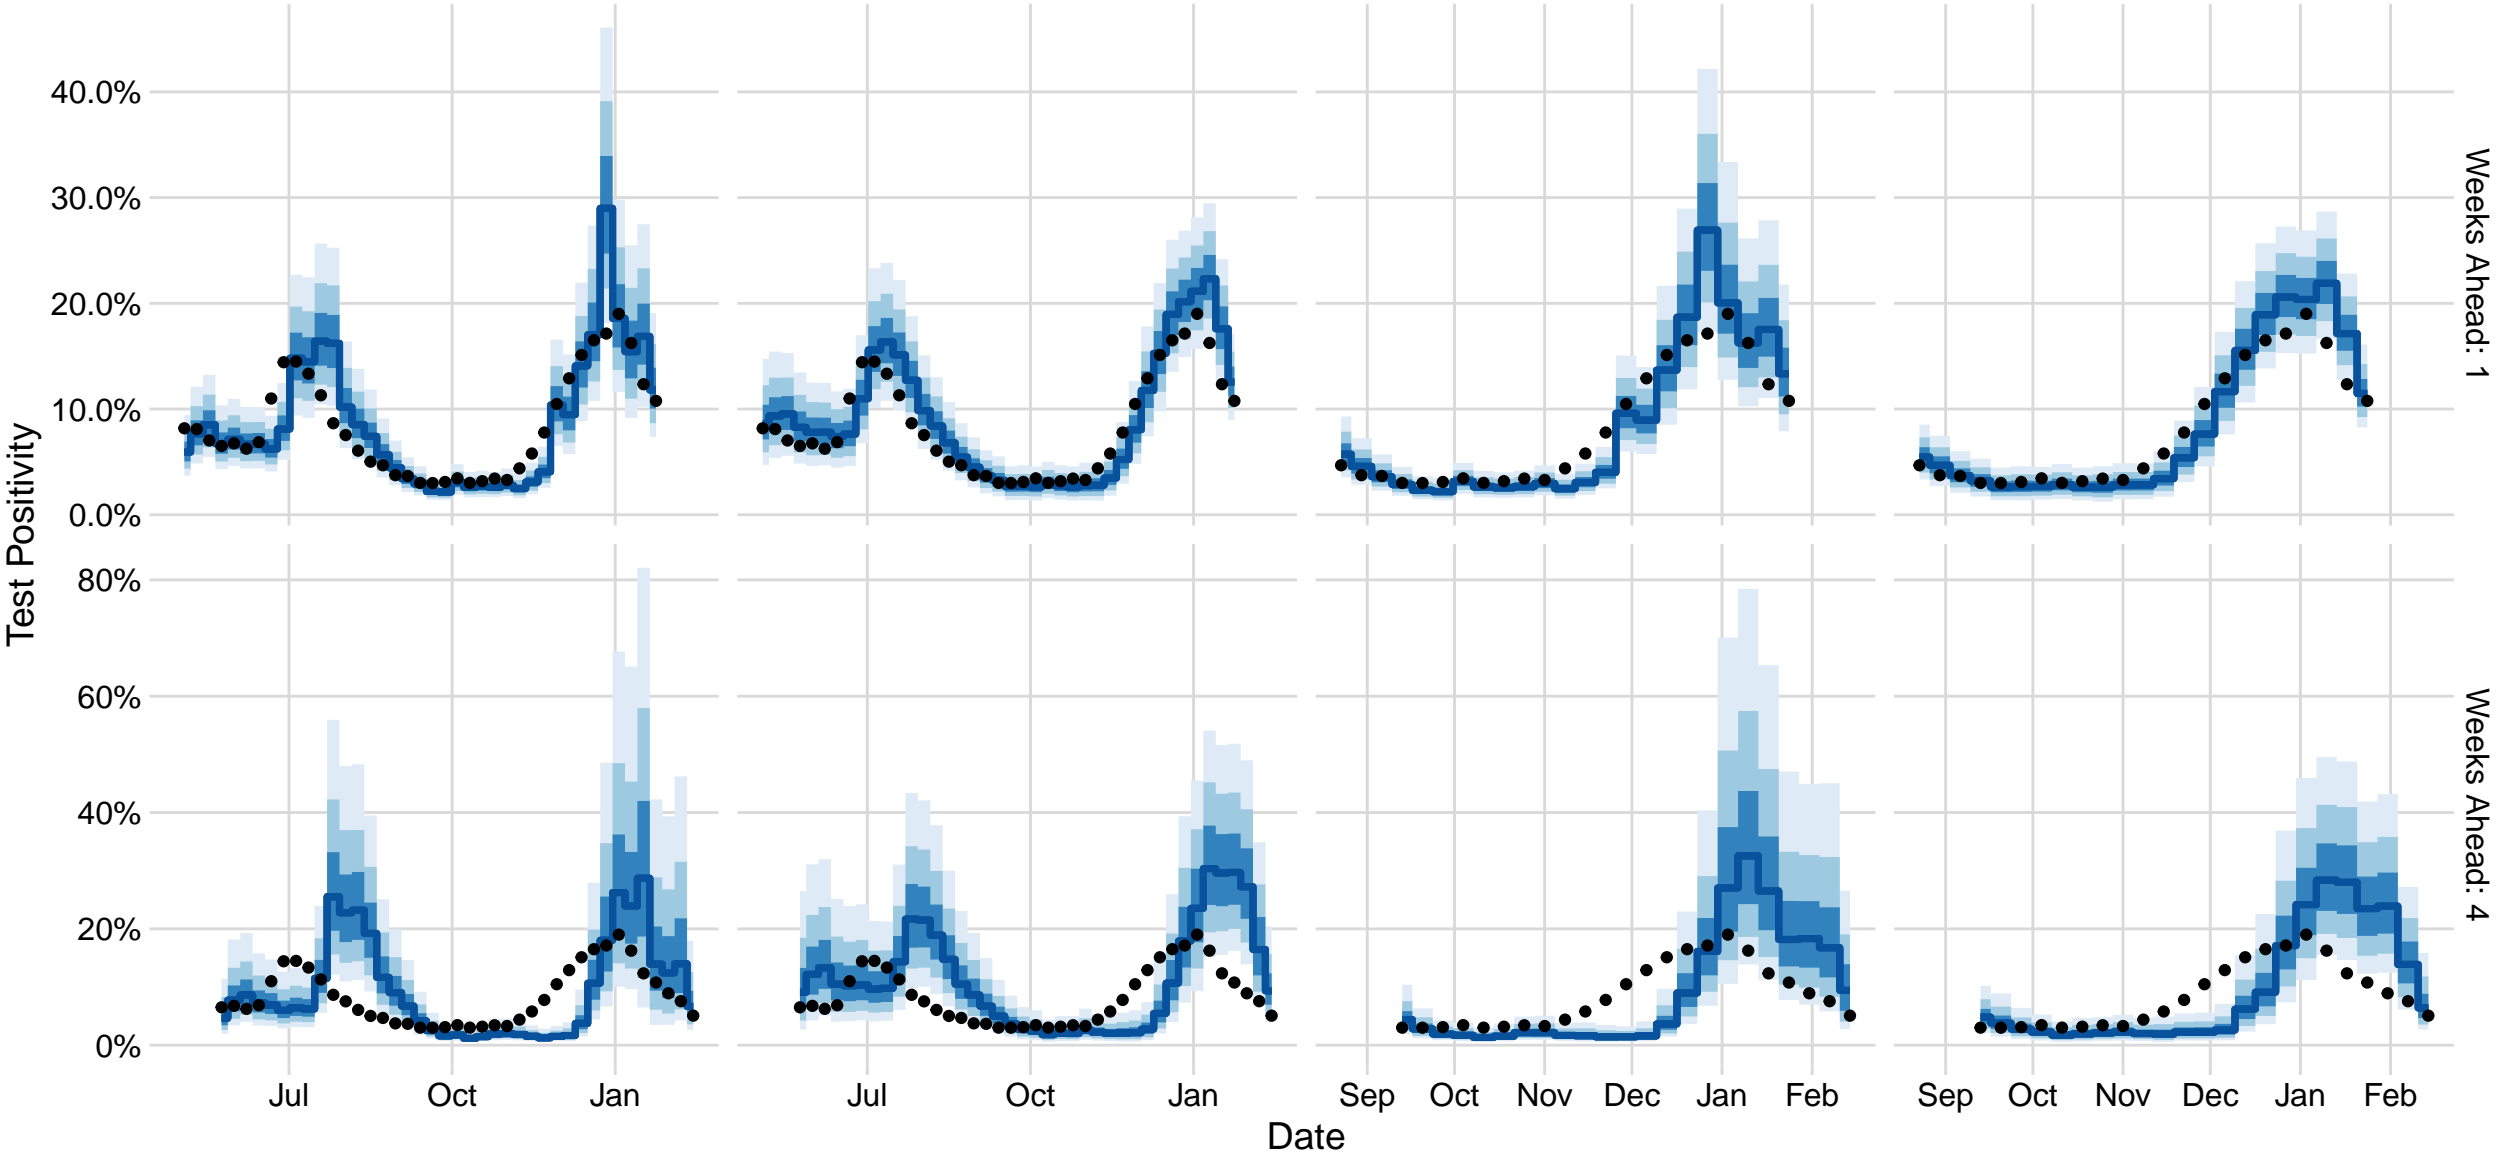 Test Positivity
40.0%
30.0%
20.0%
10.0%
0.0%
Weeks Ahead: 1
80%
60%
40%
20%
0%
Weeks Ahead: 4
Jul Oct Jan Jul Oct Jan Sep Oct Nov Dec Jan Feb Sep Oct Nov Dec Jan Feb
Date